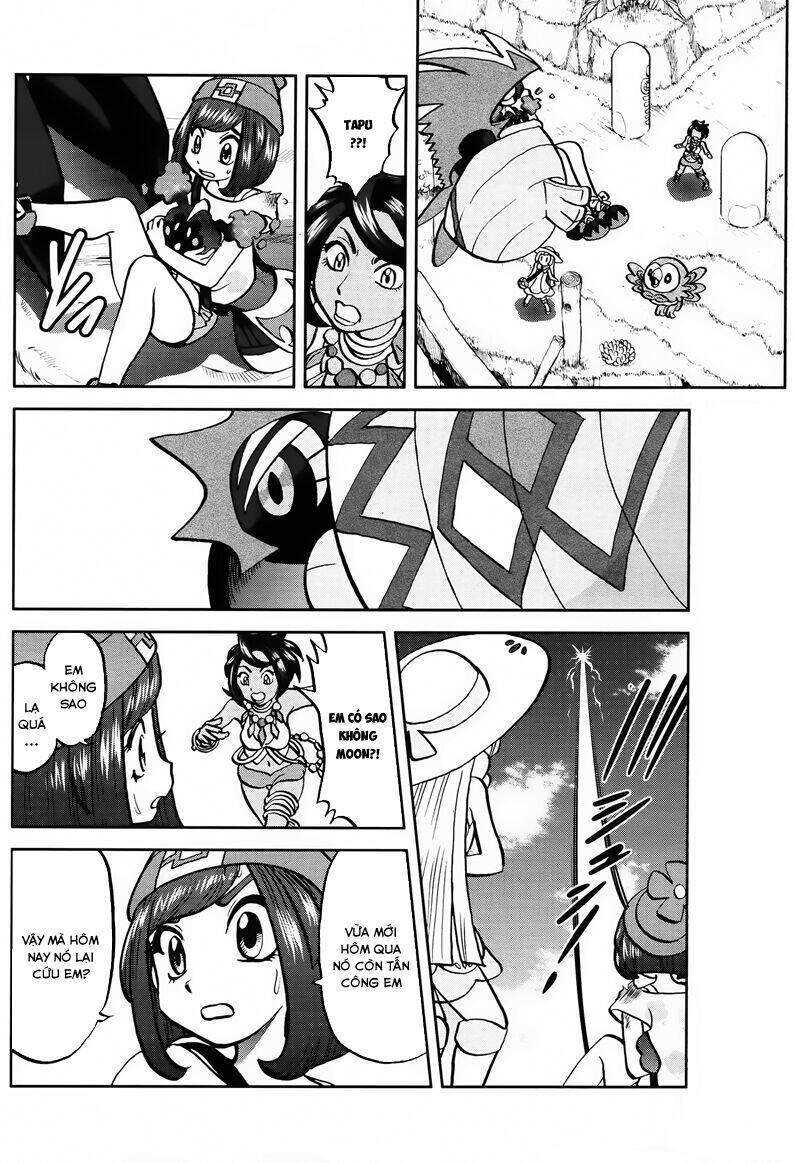 TAPU
??!
EM CÓ SAO
KHÔNG
MOON?!
EM
KHÔNG
SAO
LẠ
QUÁ
...
VỪA MỚI
HÔM QUA
NÓ CÒN TẤN
CÔNG EM
VẬY MÀ HÔM
NAY NÓ LẠI
CỨU EM?